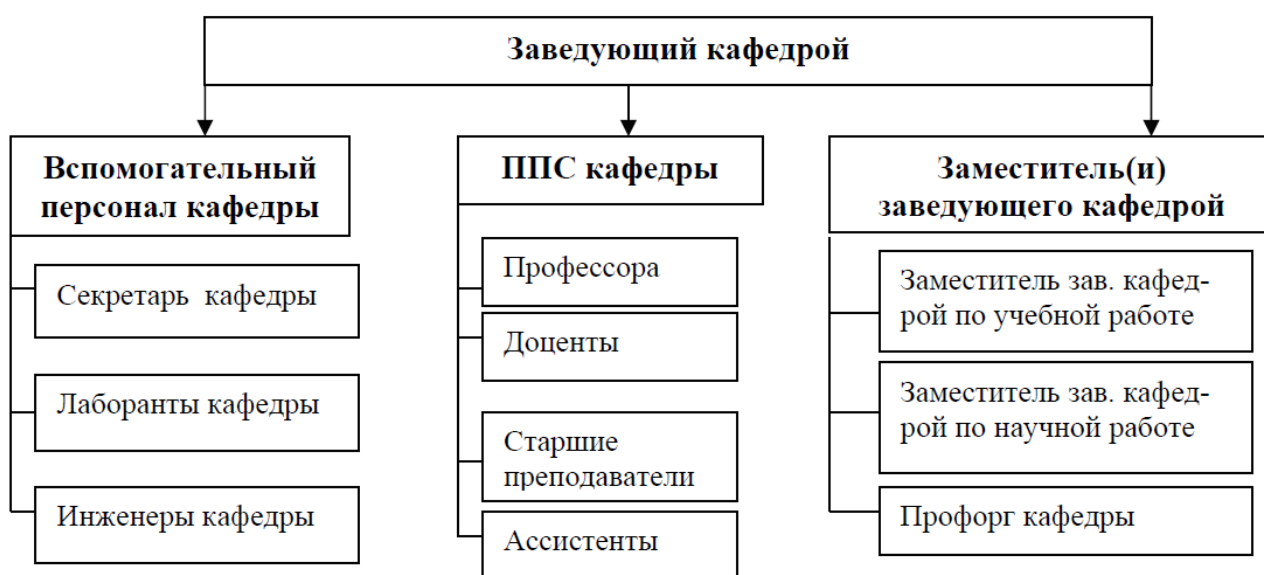 Заведующий кафедрой
Вспомогательный
персонал кафедры
Секретарь кафедры
Лаборанты кафедры
Инженеры кафедры
ППС кафедры
Профессора
Доценты
Старшие
преподаватели
Ассистенты
Заместитель(и)
заведующего кафедрой
Заместитель зав. кафед-
рой по учебной работе
Заместитель зав. кафед-
рой по научной работе
Профорг кафедры